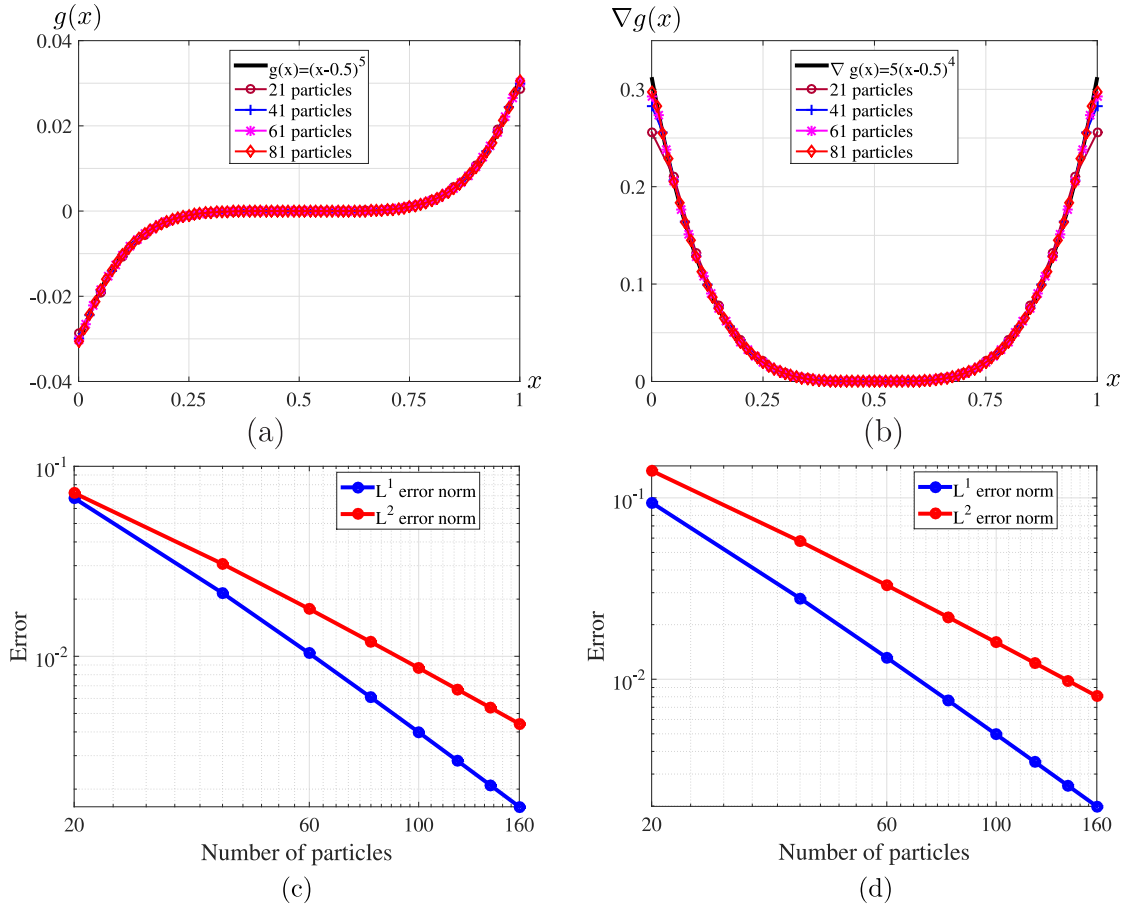 g(x)
0.04
0.02
0
-0.02
-0.04
g(x)=(x-0.5)^5
21 particles
41 particles
61 particles
81 particles
0 0.25 0.5 0.75 1
x
(a)
∇g(x)
0.3
0.2
0.1
0
∇ g(x)=5(x-0.5)^4
21 particles
41 particles
61 particles
81 particles
0 0.25 0.5 0.75 1
x
(b)
10^-1
10^-2
Error
L^1 error norm
L^2 error norm
20 60 100 160
Number of particles
(c)
10^-1
10^-2
Error
L^1 error norm
L^2 error norm
20 60 100 160
Number of particles
(d)